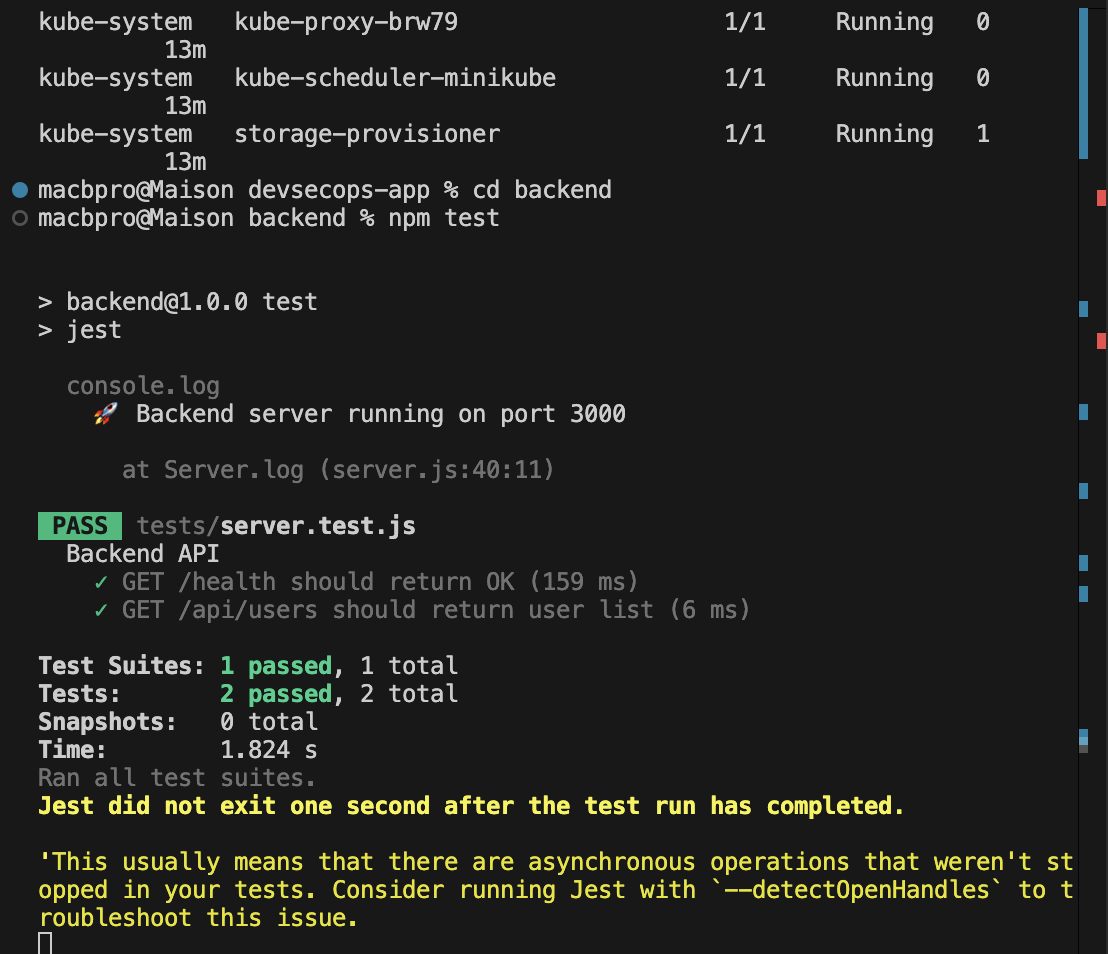 kube-system   kube-proxy-brw79                   1/1     Running   0
         13m
kube-system   kube-scheduler-minikube            1/1     Running   0
         13m
kube-system   storage-provisioner                1/1     Running   1
         13m
macbpro@Maison devsecops-app % cd backend
macbpro@Maison backend % npm test
> backend@1.0.0 test
> jest
console.log
🚀 Backend server running on port 3000
at Server.log (server.js:40:11)
PASS tests/server.test.js
Backend API
✓ GET /health should return OK (159 ms)
✓ GET /api/users should return user list (6 ms)
Test Suites: 1 passed, 1 total
Tests:       2 passed, 2 total
Snapshots:   0 total
Time:        1.824 s
Ran all test suites.
Jest did not exit one second after the test run has completed.
'This usually means that there are asynchronous operations that weren't st
opped in your tests. Consider running Jest with `--detectOpenHandles` to t
roubleshoot this issue.